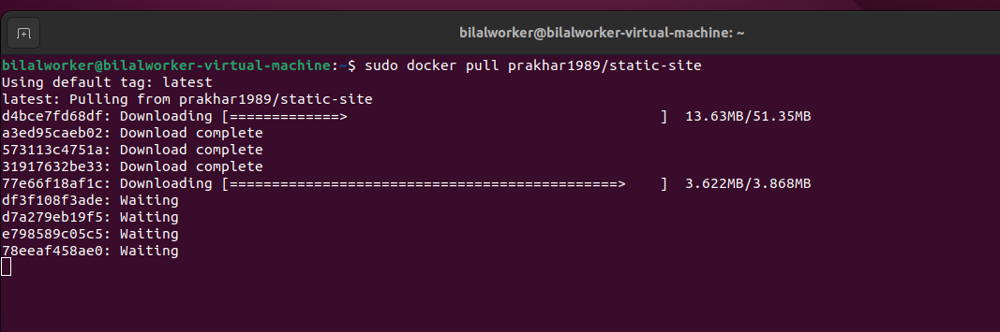 bilalworker@bilalworker-virtual-machine: ~
bilalworker@bilalworker-virtual-machine:~$ sudo docker pull prakhar1989/static-site
Using default tag: latest
latest: Pulling from prakhar1989/static-site
d4bce7fd68df: Downloading [=============>                                     ]  13.63MB/51.35MB
a3ed95caeb02: Download complete
573113c4751a: Download complete
31917632be33: Download complete
77e66f18af1c: Downloading [==============================================>    ]  3.622MB/3.868MB
df3f108f3ade: Waiting
d7a279eb19f5: Waiting
e798589c05c5: Waiting
78eeaf458ae0: Waiting